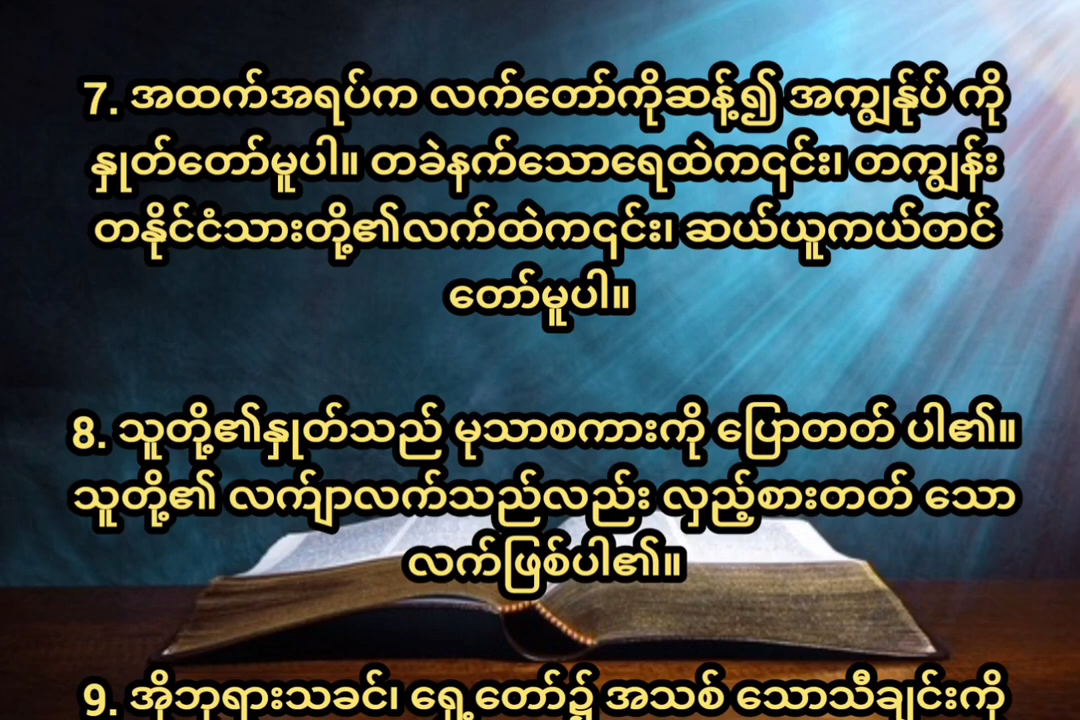 7. အထက်အရပ်က လက်တော်ကိုဆန့်၍ အကျွန်ုပ် ကို
နှုတ်တော်မူပါ။ တခဲနက်သောရေထဲက၎င်း၊ တကျွန်း
တနိုင်ငံသားတို့၏လက်ထဲက၎င်း၊ ဆယ်ယူကယ်တင်
တော်မူပါ။
8. သူတို့၏နှုတ်သည် မုသာစကားကို ပြောတတ် ပါ၏။
သူတို့၏ လက်ျာလက်သည်လည်း လှည့်စားတတ် သော
လက်ဖြစ်ပါ၏။
9. အိုဘုရားသခင်၊ ရှေ့တော်၌ အသစ် သောသီချင်းကို